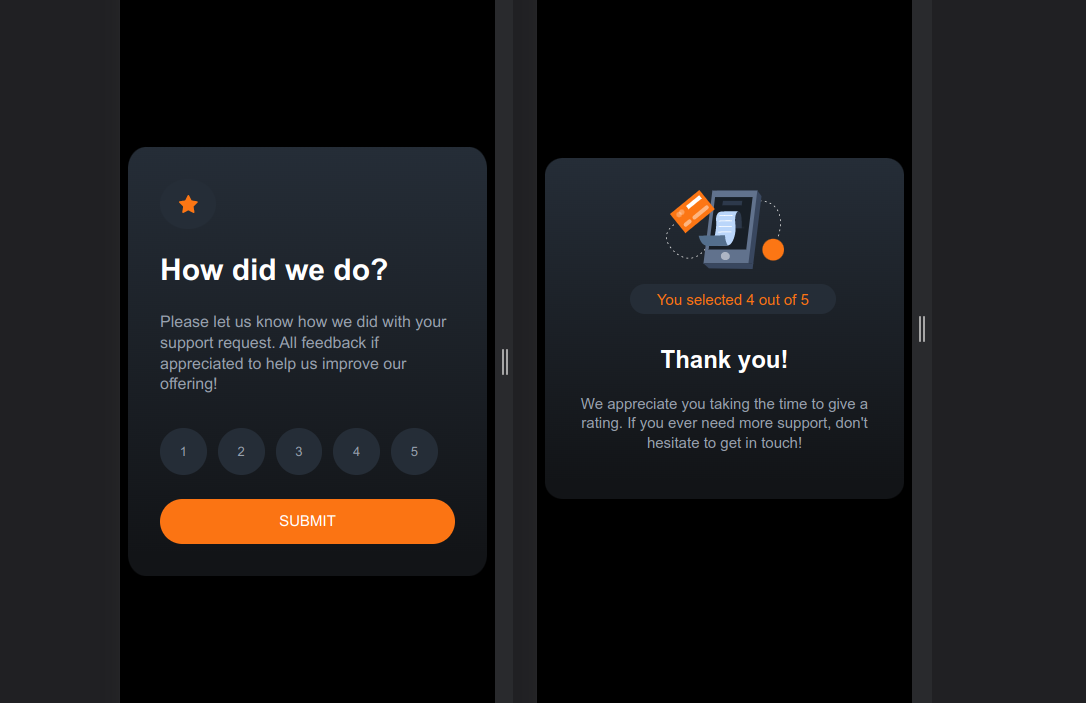 How did we do?
Please let us know how we did with your
support request. All feedback if
appreciated to help us improve our
offering!
1 2 3 4 5
SUBMIT
You selected 4 out of 5
Thank you!
We appreciate you taking the time to give a
rating. If you ever need more support, don't
hesitate to get in touch!